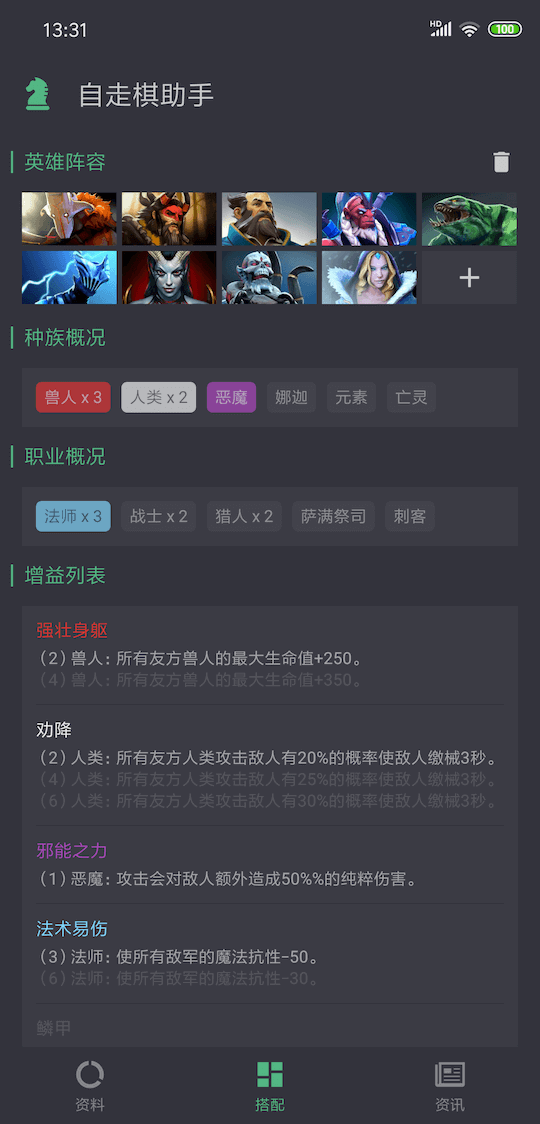 13:31
HD
100
自走棋助手
英雄阵容
种族概况
兽人 x 3 人类 x 2 恶魔 娜迦 元素 亡灵
职业概况
法师 x 3 战士 x 2 猎人 x 2 萨满祭司 刺客
增益列表
强壮身躯
(2) 兽人: 所有友方兽人的最大生命值+250。
(4) 兽人: 所有友方兽人的最大生命值+350。
劝降
(2) 人类: 所有友方人类攻击敌人有20%的概率使敌人缴械3秒。
(4) 人类: 所有友方人类攻击敌人有25%的概率使敌人缴械3秒。
(6) 人类: 所有友方人类攻击敌人有30%的概率使敌人缴械3秒。
邪能之力
(1) 恶魔: 攻击会对敌人额外造成50%%的纯粹伤害。
法术易伤
(3) 法师: 使所有敌军的魔法抗性-50。
(6) 法师: 使所有敌军的魔法抗性-30。
鳞甲
资料 搭配 资讯